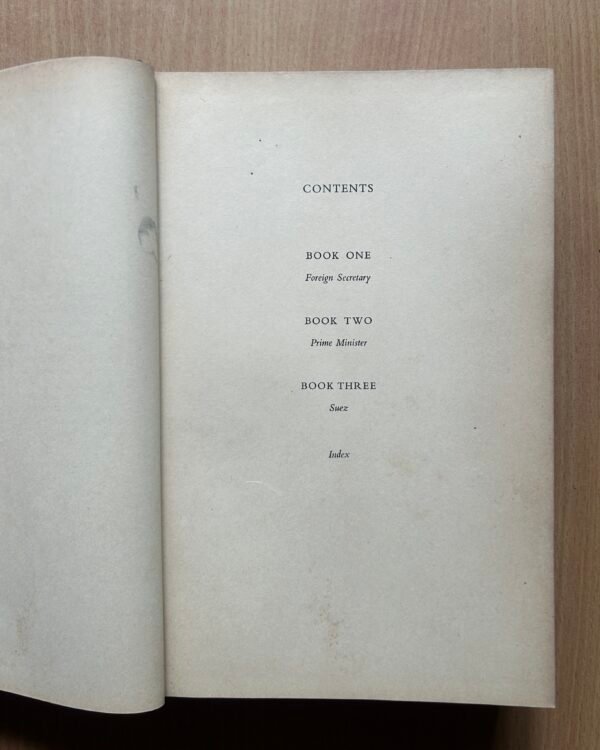 CONTENTS
BOOK ONE
Foreign Secretary
BOOK TWO
Prime Minister
BOOK THREE
Suez
Index